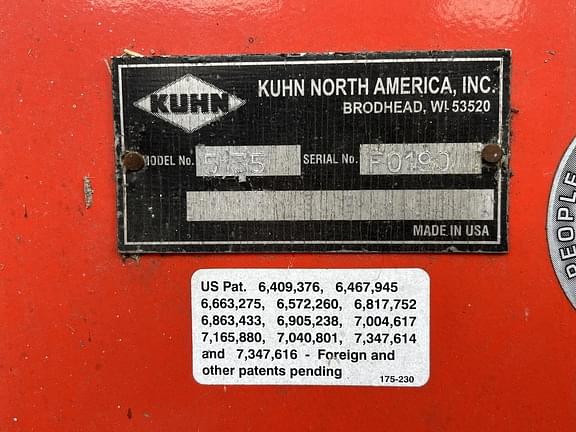 KUHN
KUHN NORTH AMERICA, INC.
BRODHEAD, WI 53520
MODEL No. 5135 SERIAL No. F0190
MADE IN USA
PEOPLE
US Pat. 6,409,376, 6,467,945
6,663,275, 6,572,260, 6,817,752
6,863,433, 6,905,238, 7,004,617
7,165,880, 7,040,801, 7,347,614
and 7,347,616 - Foreign and
other patents pending
175-230